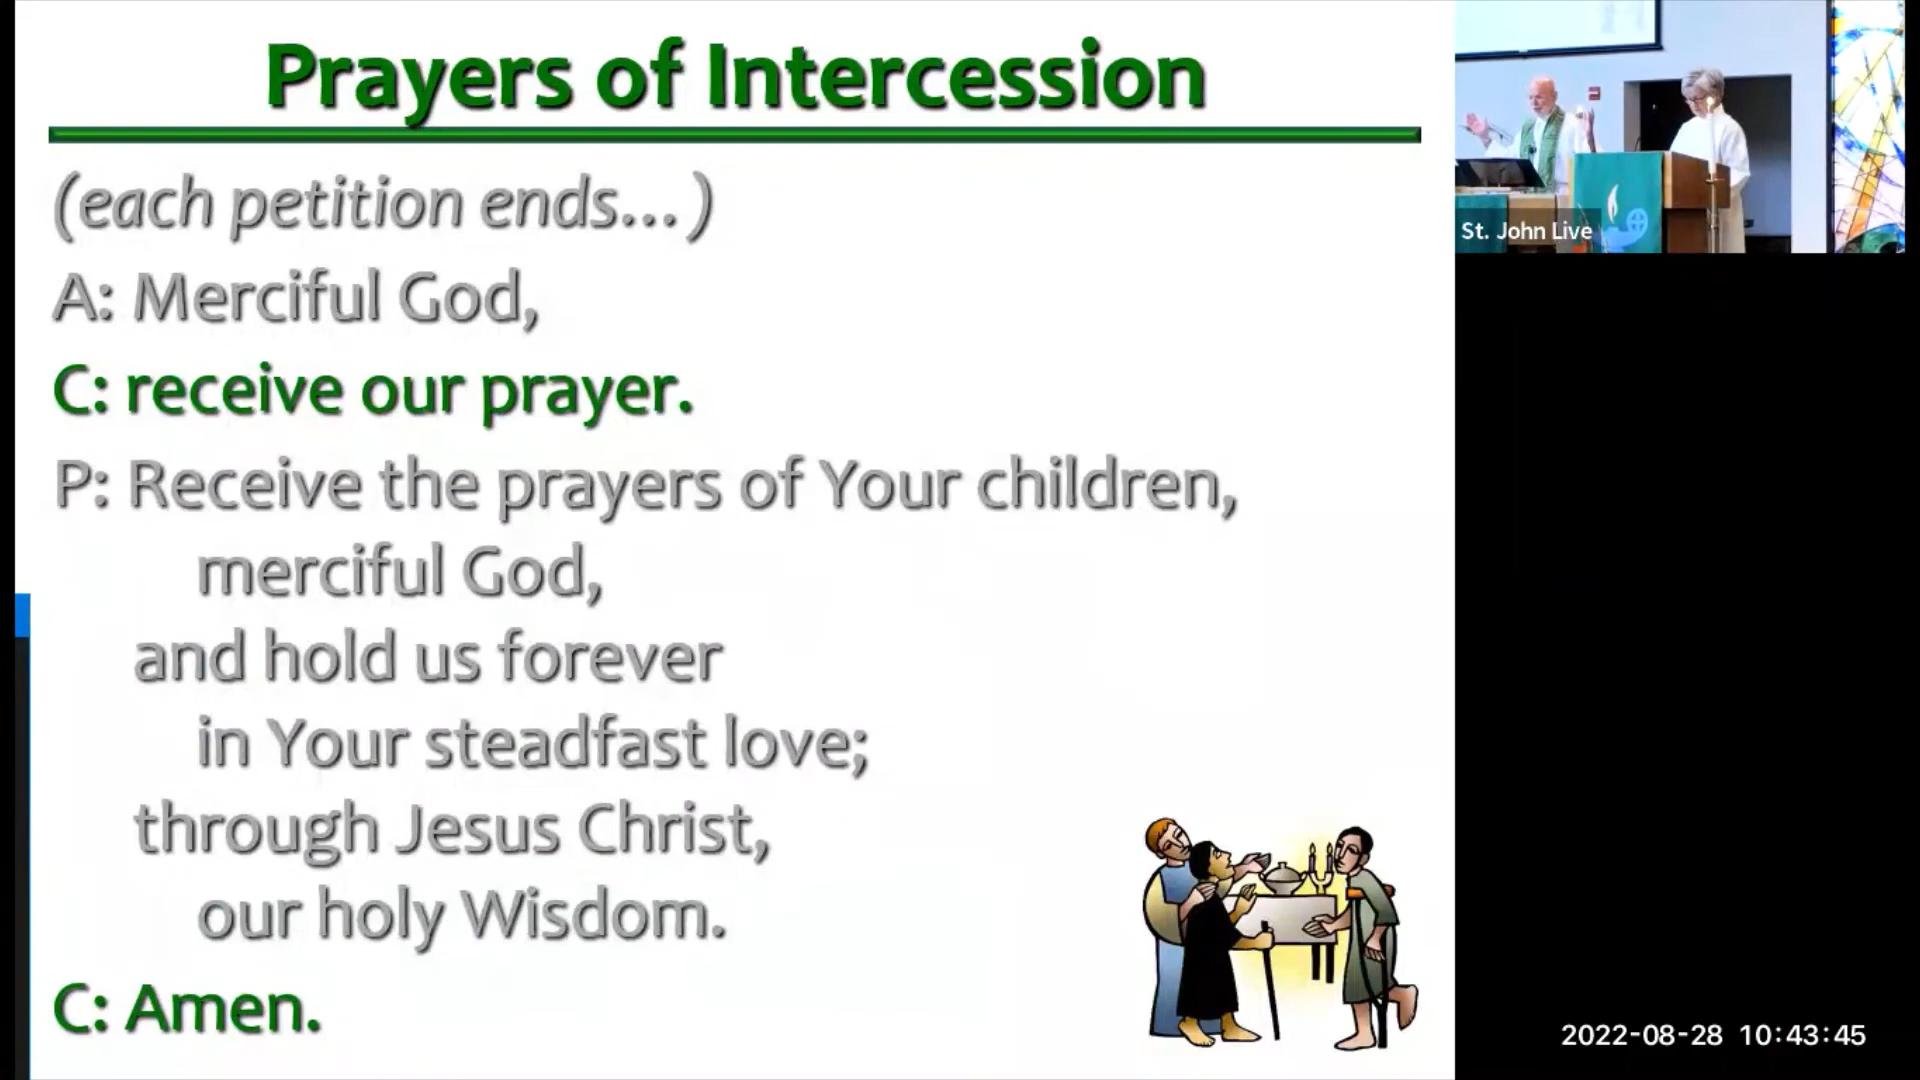 Prayers of Intercession
(each petition ends...)
A: Merciful God,
C: receive our prayer.
P: Receive the prayers of Your children,
merciful God,
and hold us forever
in Your steadfast love;
through Jesus Christ,
our holy Wisdom.
C: Amen.
St. John Live
2022-08-28 10:43:45